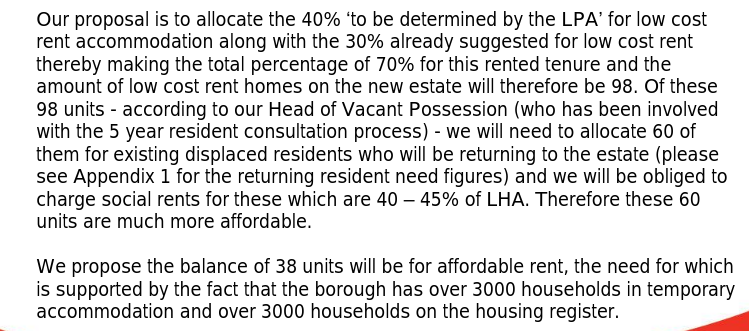 Our proposal is to allocate the 40% ‘to be determined by the LPA’ for low cost
rent accommodation along with the 30% already suggested for low cost rent
thereby making the total percentage of 70% for this rented tenure and the
amount of low cost rent homes on the new estate will therefore be 98. Of these
98 units - according to our Head of Vacant Possession (who has been involved
with the 5 year resident consultation process) - we will need to allocate 60 of
them for existing displaced residents who will be returning to the estate (please
see Appendix 1 for the returning resident need figures) and we will be obliged to
charge social rents for these which are 40 – 45% of LHA. Therefore these 60
units are much more affordable.
We propose the balance of 38 units will be for affordable rent, the need for which
is supported by the fact that the borough has over 3000 households in temporary
accommodation and over 3000 households on the housing register.